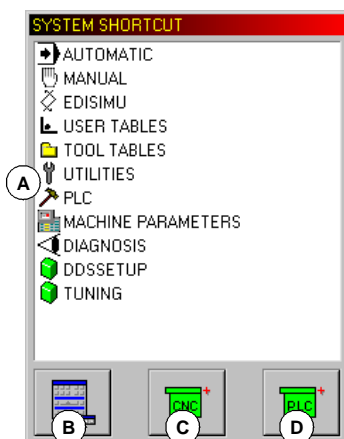 SYSTEM SHORTCUT
AUTOMATIC
MANUAL
EDISIMU
USER TABLES
TOOL TABLES
A UTILITIES
PLC
MACHINE PARAMETERS
DIAGNOSIS
DDSSETUP
TUNING
CNC PLC
B C D